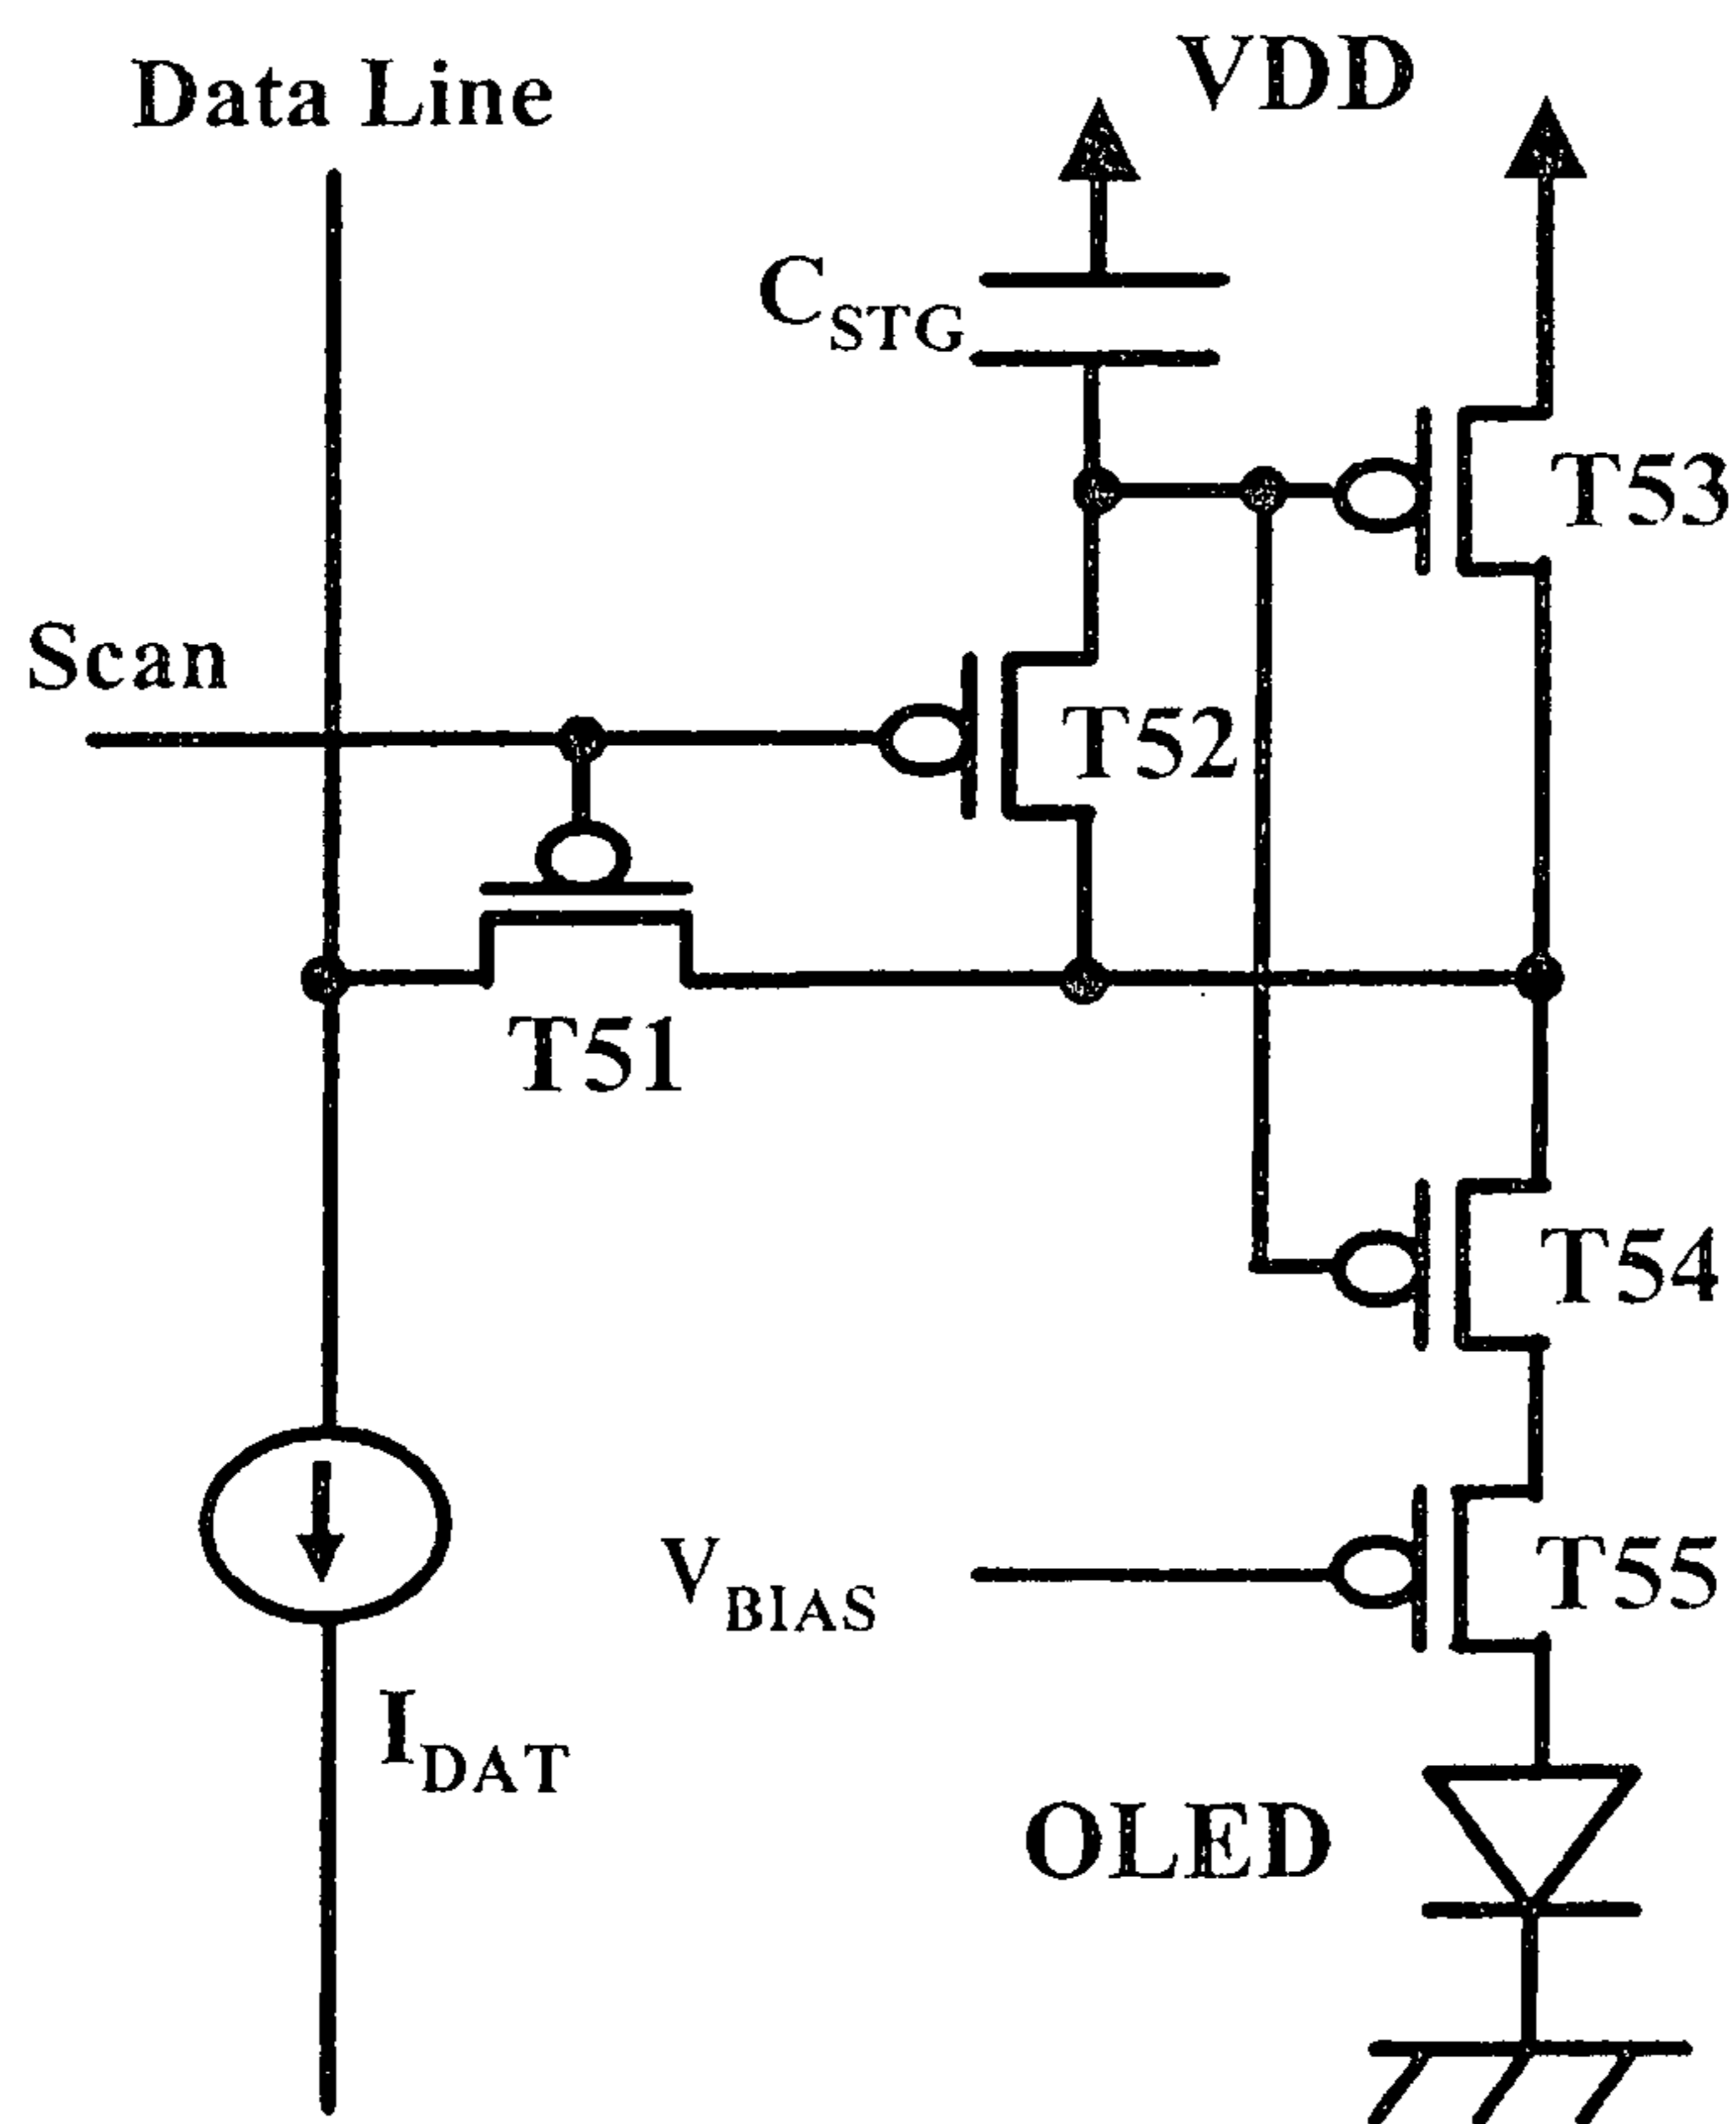 Data Line
VDD
CSTG
T53
Scan
T52
T51
T54
VBIAS
T55
IDAT
OLED